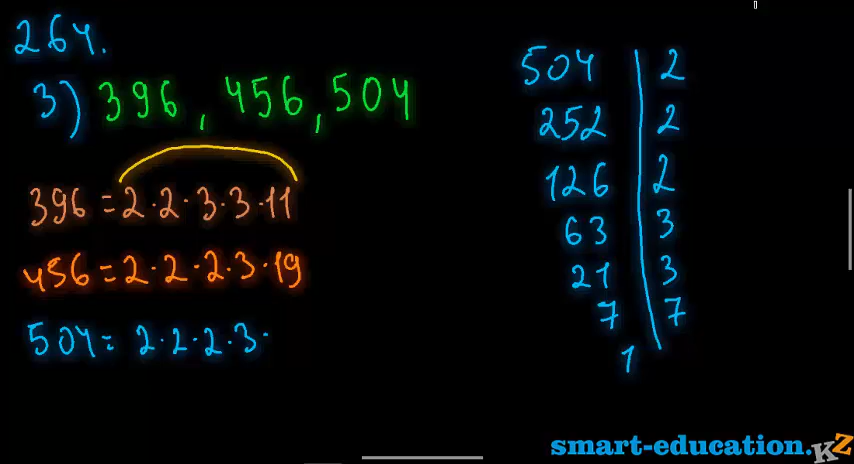 264.
3) 396, 456, 504
396 = 2·2·3·3·11
456 = 2·2·2·3·19
504 = 2·2·2·3·
504 | 2
252 | 2
126 | 2
63 | 3
21 | 3
7 | 7
1
smart-education.KZ